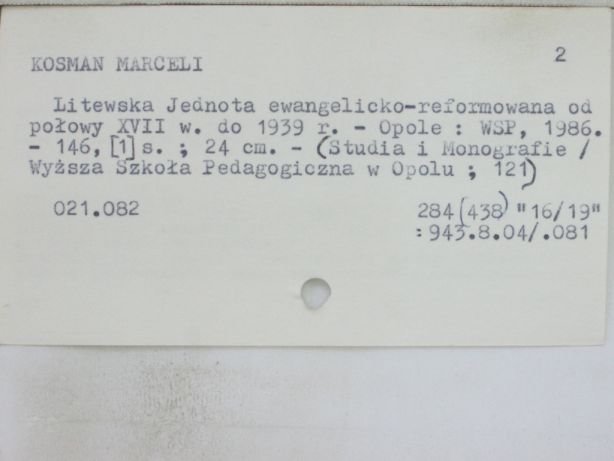 2
KOSMAN MARCELI
Litewska Jednota ewangelicko-reformowana od
połowy XVII w. do 1939 r. - Opole : WSP, 1986.
- 146, [1] s. ; 24 cm. - (Studia i Monografie /
Wyższa Szkoła Pedagogiczna w Opolu ; 121)
021.082 284(438) "16/19"
:943.8.04/.081